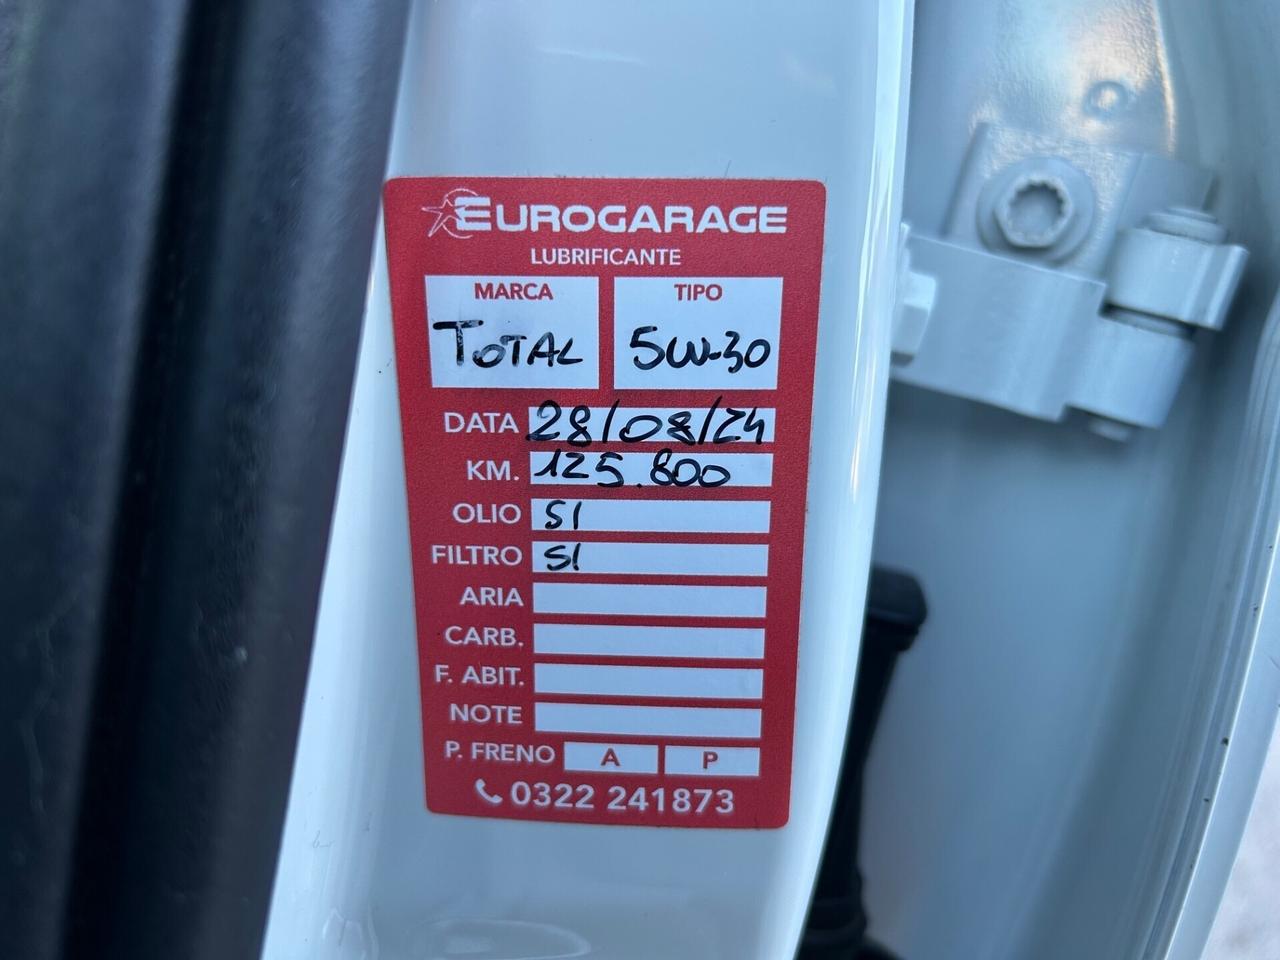 EUROGARAGE
LUBRIFICANTE
MARCA TIPO
TOTAL 5W-30
DATA 28/08/24
KM. 125.800
OLIO SI
FILTRO SI
ARIA
CARB.
F. ABIT.
NOTE
P. FRENO A P
0322 241873